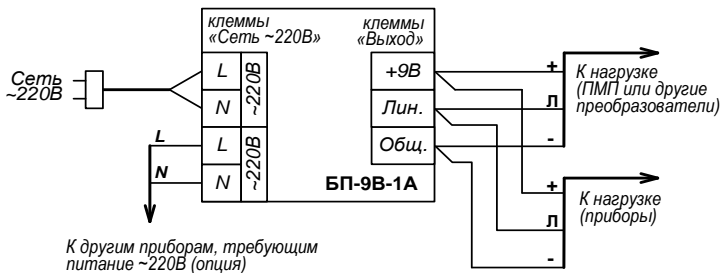 клеммы
«Сеть ~220В»
клеммы
«Выход»
Сеть
~220В
L
N
~220В
L
N
~220В
+9В
Лин.
Общ.
БП-9В-1А
L
N
К другим приборам, требующим
питание ~220В (опция)
+
Л
-
К нагрузке
(ПМП или другие
преобразователи)
+
Л
-
К нагрузке
(приборы)